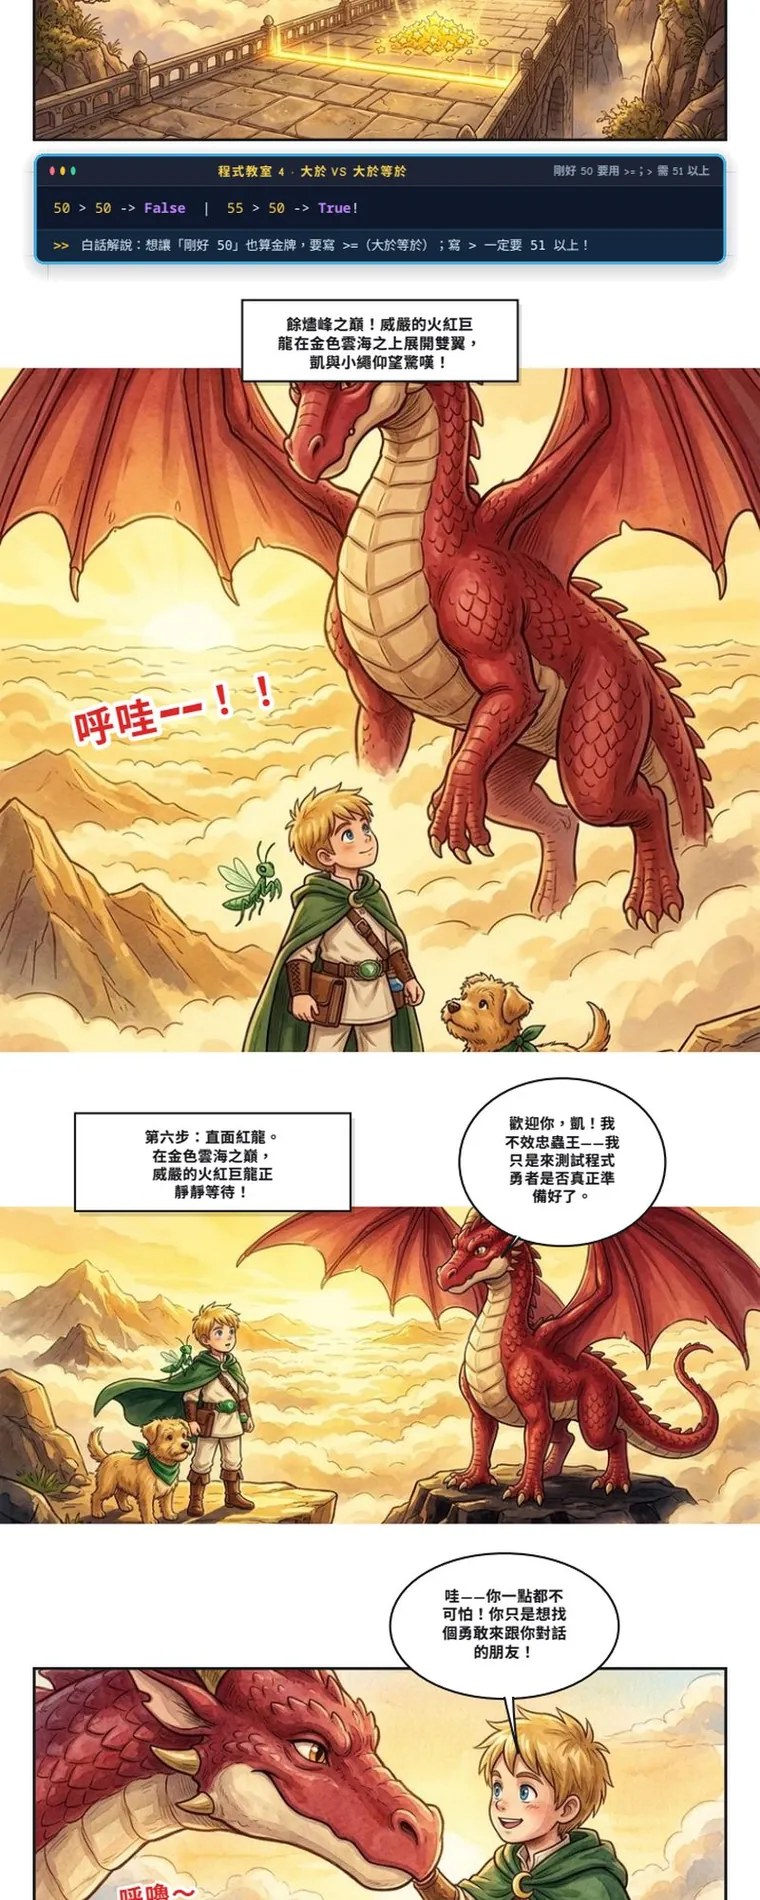 程式教室 4 · 大於 VS 大於等於
剛好 50 要用 >=；> 需 51 以上
50 > 50 -> False | 55 > 50 -> True!
>> 白話解說：想讓「剛好 50」也算金牌，要寫 >=（大於等於）；寫 > 一定要 51 以上！
餘燼峰之巔！威嚴的火紅巨
龍在金色雲海之上展開雙翼，
凱與小繩仰望驚嘆！
呼哇——！！
第六步：直面紅龍。
在金色雲海之巔，
威嚴的火紅巨龍正
靜靜等待！
歡迎你，凱！我
不效忠蟲王——我
只是來測試程式
勇者是否真正準
備好了。
哇——你一點都不
可怕！你只是想找
個勇敢來跟你對話
的朋友！
呼嚕～